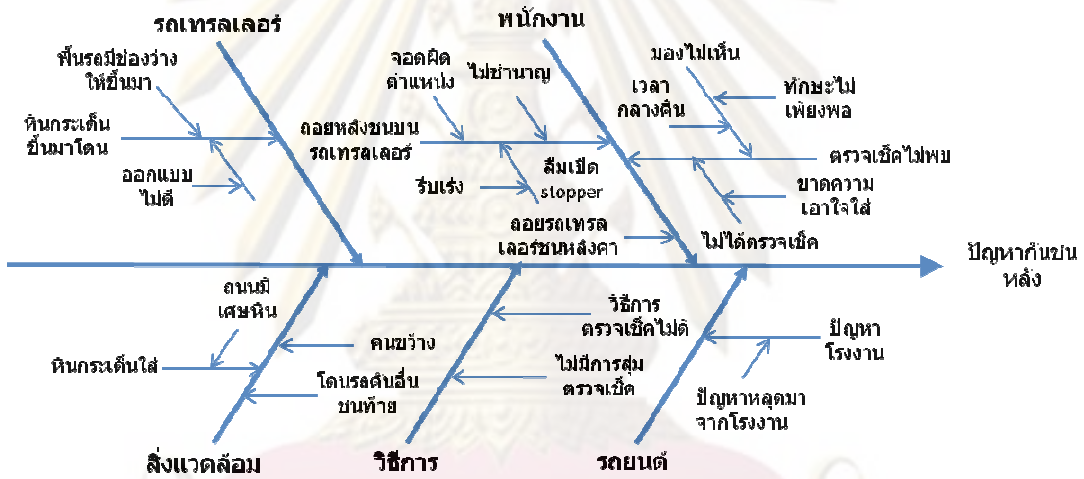 รถเทรลเลอร์
พนักงาน
พื้นรถมีช่องว่าง
ให้ขึ้นมา
หินกระเด็น
ขึ้นมาโดน
ออกแบบ
ไม่ดี
จอดผิด
ตำแหน่ง
ไม่ชำนาญ
ถอยหลังชนบน
รถเทรลเลอร์
รีบเร่ง
ลืมเปิด
stopper
ถอยรถเทรล
เลอร์ชนหลังคา
มองไม่เห็น
เวลา
กลางคืน
ทักษะไม่
เพียงพอ
ตรวจเช็คไม่พบ
ขาดความ
เอาใจใส่
ไม่ได้ตรวจเช็ค
ปัญหากันชน
หลัง
ถนนมี
เศษหิน
หินกระเด็นใส่
คนขว้าง
โดนรถคันอื่น
ชนท้าย
วิธีการ
ตรวจเช็คไม่ดี
ไม่มีการสุ่ม
ตรวจเช็ค
ปัญหา
โรงงาน
ปัญหาหลุดมา
จากโรงงาน
สิ่งแวดล้อม
วิธีการ
รถยนต์